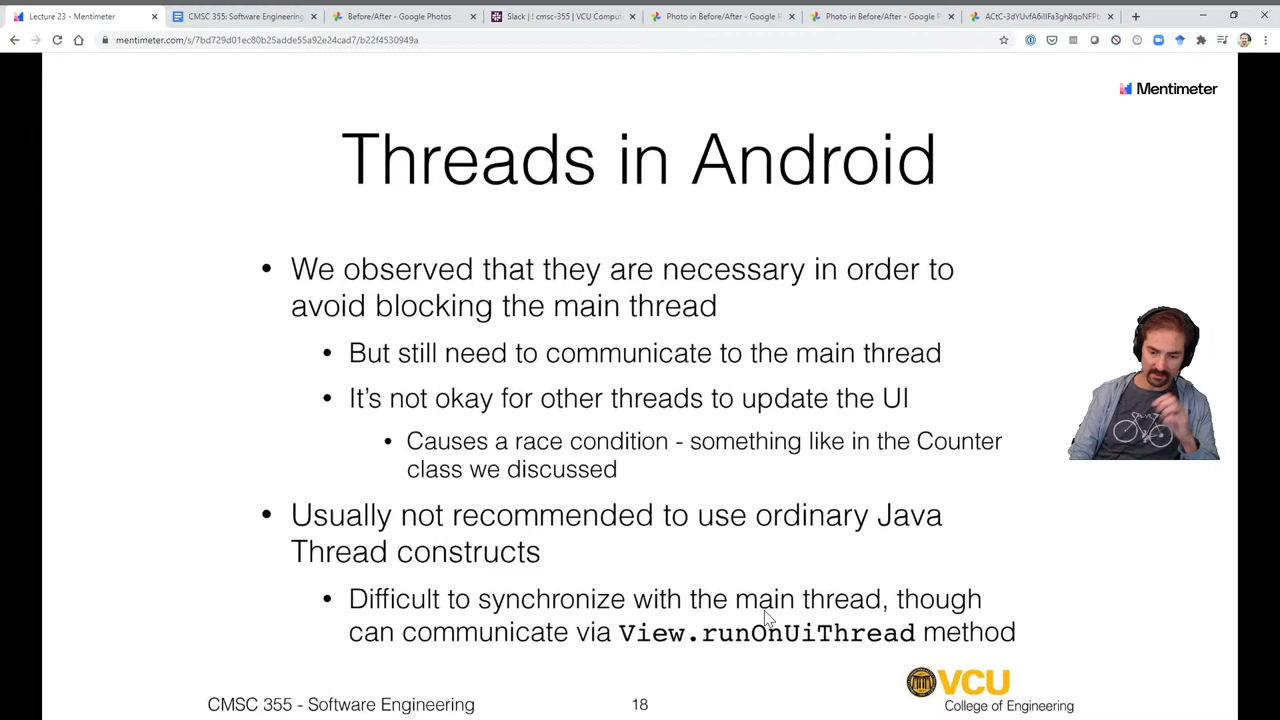 Lecture 23 - Mentimeter
CMSC 355: Software Engineering
Before/After - Google Photos
Slack | ! cmsc-355 | VCU Compute
Photo in Before/After - Google P
Photo in Before/After - Google P
mentimeter.com/s/7bd729d01ec80b25adde55a92e24cad7/b22f4530949a
Mentimeter
Threads in Android
• We observed that they are necessary in order to
avoid blocking the main thread
• But still need to communicate to the main thread
• It's not okay for other threads to update the UI
• Causes a race condition - something like in the Counter
class we discussed
• Usually not recommended to use ordinary Java
Thread constructs
• Difficult to synchronize with the main thread, though
can communicate via View.runOnUiThread method
CMSC 355 - Software Engineering
18
VCU
College of Engineering